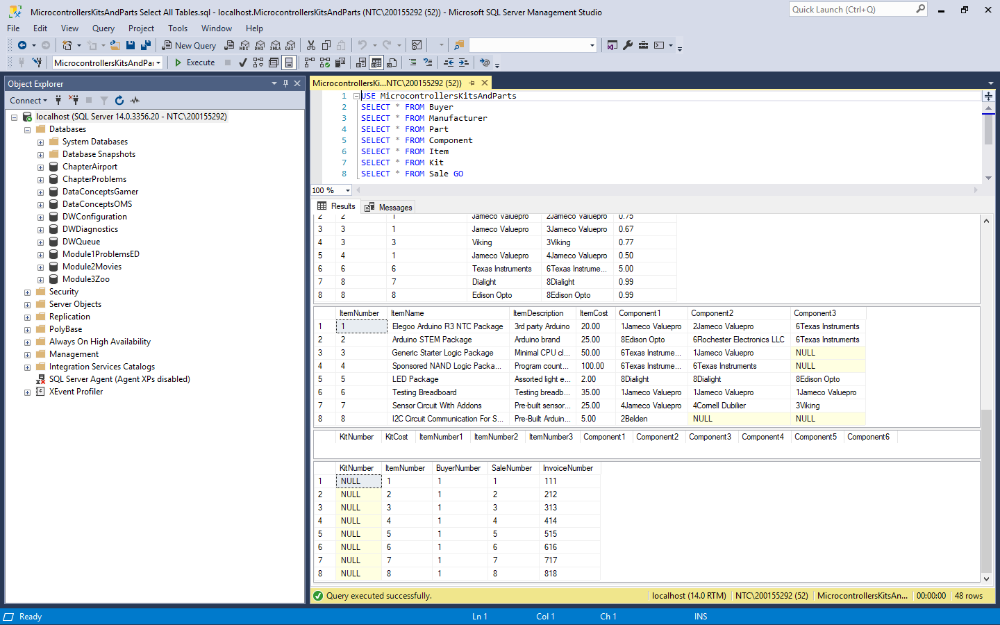 MicrocontrollersKitsAndParts Select All Tables.sql - localhost.MicrocontrollersKitsAndParts (NTC\200155292 (52)) - Microsoft SQL Server Management Studio
Quick Launch (Ctrl+Q)
File Edit View Query Project Tools Window Help
New Query MDX DMX XMLA DAX
MicrocontrollersKitsAndPar Execute
Object Explorer
Connect
localhost (SQL Server 14.0.3356.20 - NTC\200155292)
Databases
System Databases
Database Snapshots
ChapterAirport
ChapterProblems
DataConceptsGamer
DataConceptsOMS
DWConfiguration
DWDiagnostics
DWQueue
Module1ProblemsED
Module2Movies
Module3Zoo
Security
Server Objects
Replication
PolyBase
Always On High Availability
Management
Integration Services Catalogs
SQL Server Agent (Agent XPs disabled)
XEvent Profiler
MicrocontrollersKi...NTC\200155292 (52))
1 USE MicrocontrollersKitsAndParts
2 SELECT * FROM Buyer
3 SELECT * FROM Manufacturer
4 SELECT * FROM Part
5 SELECT * FROM Component
6 SELECT * FROM Item
7 SELECT * FROM Kit
8 SELECT * FROM Sale GO
100 %
Results Messages
2 2 1 Jameco Valuepro 2Jameco Valuepro 0.75
3 3 1 Jameco Valuepro 3Jameco Valuepro 0.67
4 3 3 Viking 3Viking 0.77
5 4 1 Jameco Valuepro 4Jameco Valuepro 0.50
6 6 6 Texas Instruments 6Texas Instrume... 5.00
7 8 7 Dialight 8Dialight 0.99
8 8 8 Edison Opto 8Edison Opto 0.99
ItemNumber ItemName ItemDescription ItemCost Component1 Component2 Component3
1 1 Elegoo Arduino R3 NTC Package 3rd party Arduino 20.00 1Jameco Valuepro 2Jameco Valuepro 6Texas Instruments
2 2 Arduino STEM Package Arduino brand 25.00 8Edison Opto 6Rochester Electronics LLC 6Texas Instruments
3 3 Generic Starter Logic Package Minimal CPU cl... 50.00 6Texas Instrume... 1Jameco Valuepro NULL
4 4 Sponsored NAND Logic Packa... Program count... 100.00 6Texas Instrume... 6Texas Instruments NULL
5 5 LED Package Assorted light e... 2.00 8Dialight 8Dialight 8Edison Opto
6 6 Testing Breadboard Testing breadb... 35.00 1Jameco Valuepro 1Jameco Valuepro 1Jameco Valuepro
7 7 Sensor Circuit With Addons Pre-built sensor... 25.00 4Jameco Valuepro 4Cornell Dubilier 3Viking
8 8 I2C Circuit Communication For S... Pre-Built Arduin... 5.00 2Belden NULL NULL
KitNumber KitCost ItemNumber1 ItemNumber2 ItemNumber3 Component1 Component2 Component3 Component4 Component5 Component6
KitNumber ItemNumber BuyerNumber SaleNumber InvoiceNumber
1 NULL 1 1 1 111
2 NULL 2 1 2 212
3 NULL 3 1 3 313
4 NULL 4 1 4 414
5 NULL 5 1 5 515
6 NULL 6 1 6 616
7 NULL 7 1 7 717
8 NULL 8 1 8 818
Query executed successfully. localhost (14.0 RTM) NTC\200155292 (52) MicrocontrollersKitsAn... 00:00:00 48 rows
Ready Ln 1 Col 1 Ch 1 INS